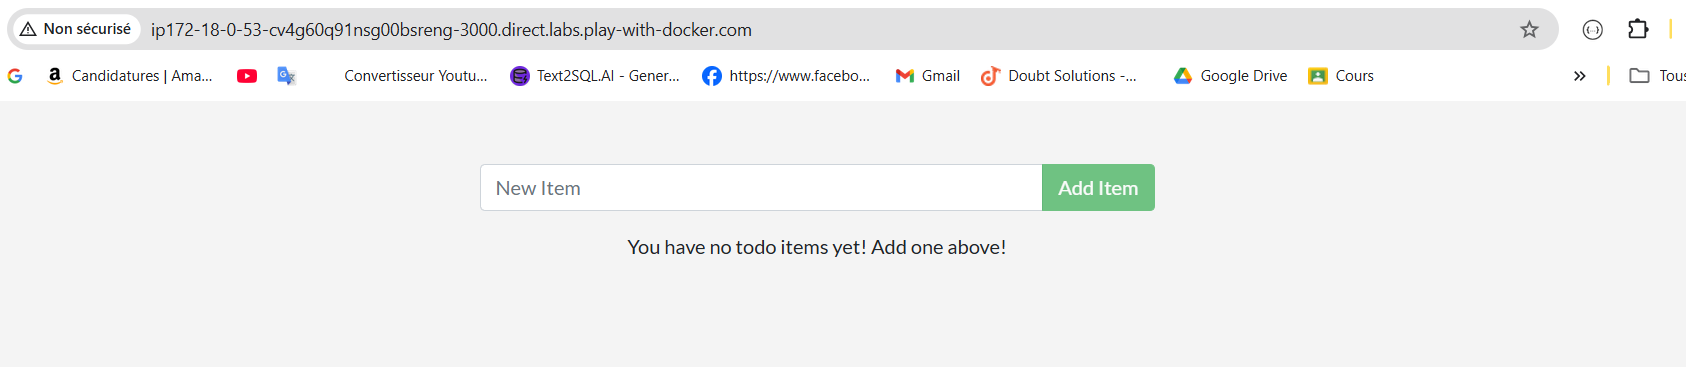 Non sécurisé ip172-18-0-53-cv4g60q91nsg00bsreng-3000.direct.labs.play-with-docker.com
Candidatures | Ama... Convertisseur Youtu... Text2SQL.AI - Gener... https://www.facebo... Gmail Doubt Solutions -... Google Drive Cours » Tous
New Item Add Item
You have no todo items yet! Add one above!